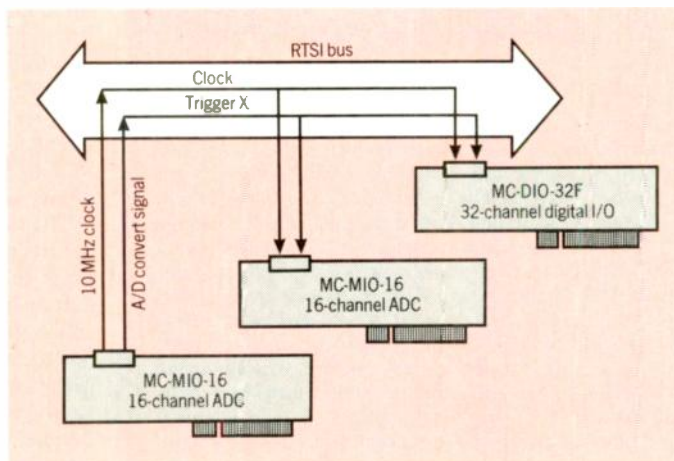 RTSI bus
Clock
Trigger X
10 MHz clock
A/D convert signal
MC-DIO-32F
32-channel digital I/O
MC-MIO-16
16-channel ADC
MC-MIO-16
16-channel ADC